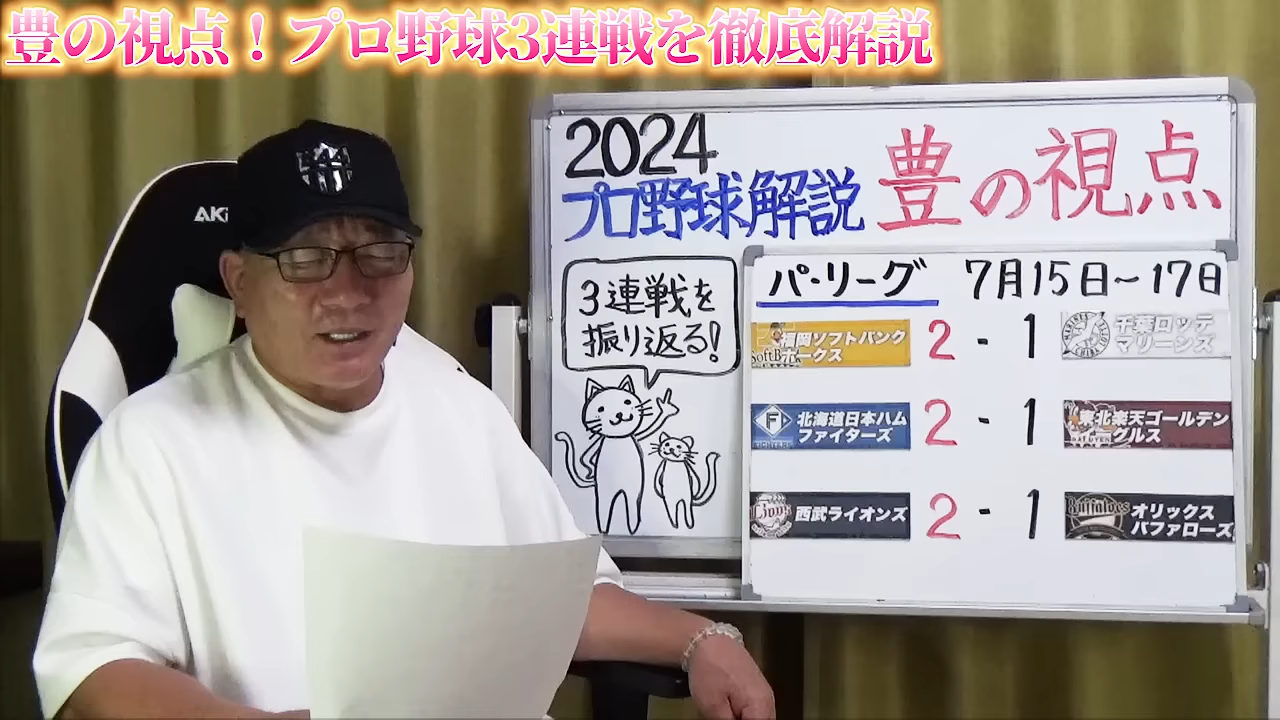 豊の視点！プロ野球3連戦を徹底解説
AKi
2024
プロ野球解説 豊の視点
3連戦を
振り返る!
パ・リーグ 7月15日～17日
福岡ソフトバンク
ホークス
2 - 1
千葉ロッテ
マリーンズ
北海道日本ハム
ファイターズ
2 - 1
東北楽天ゴールデン
グルス
西武ライオンズ
2 - 1
Buffaloes
オリックス
バファローズ